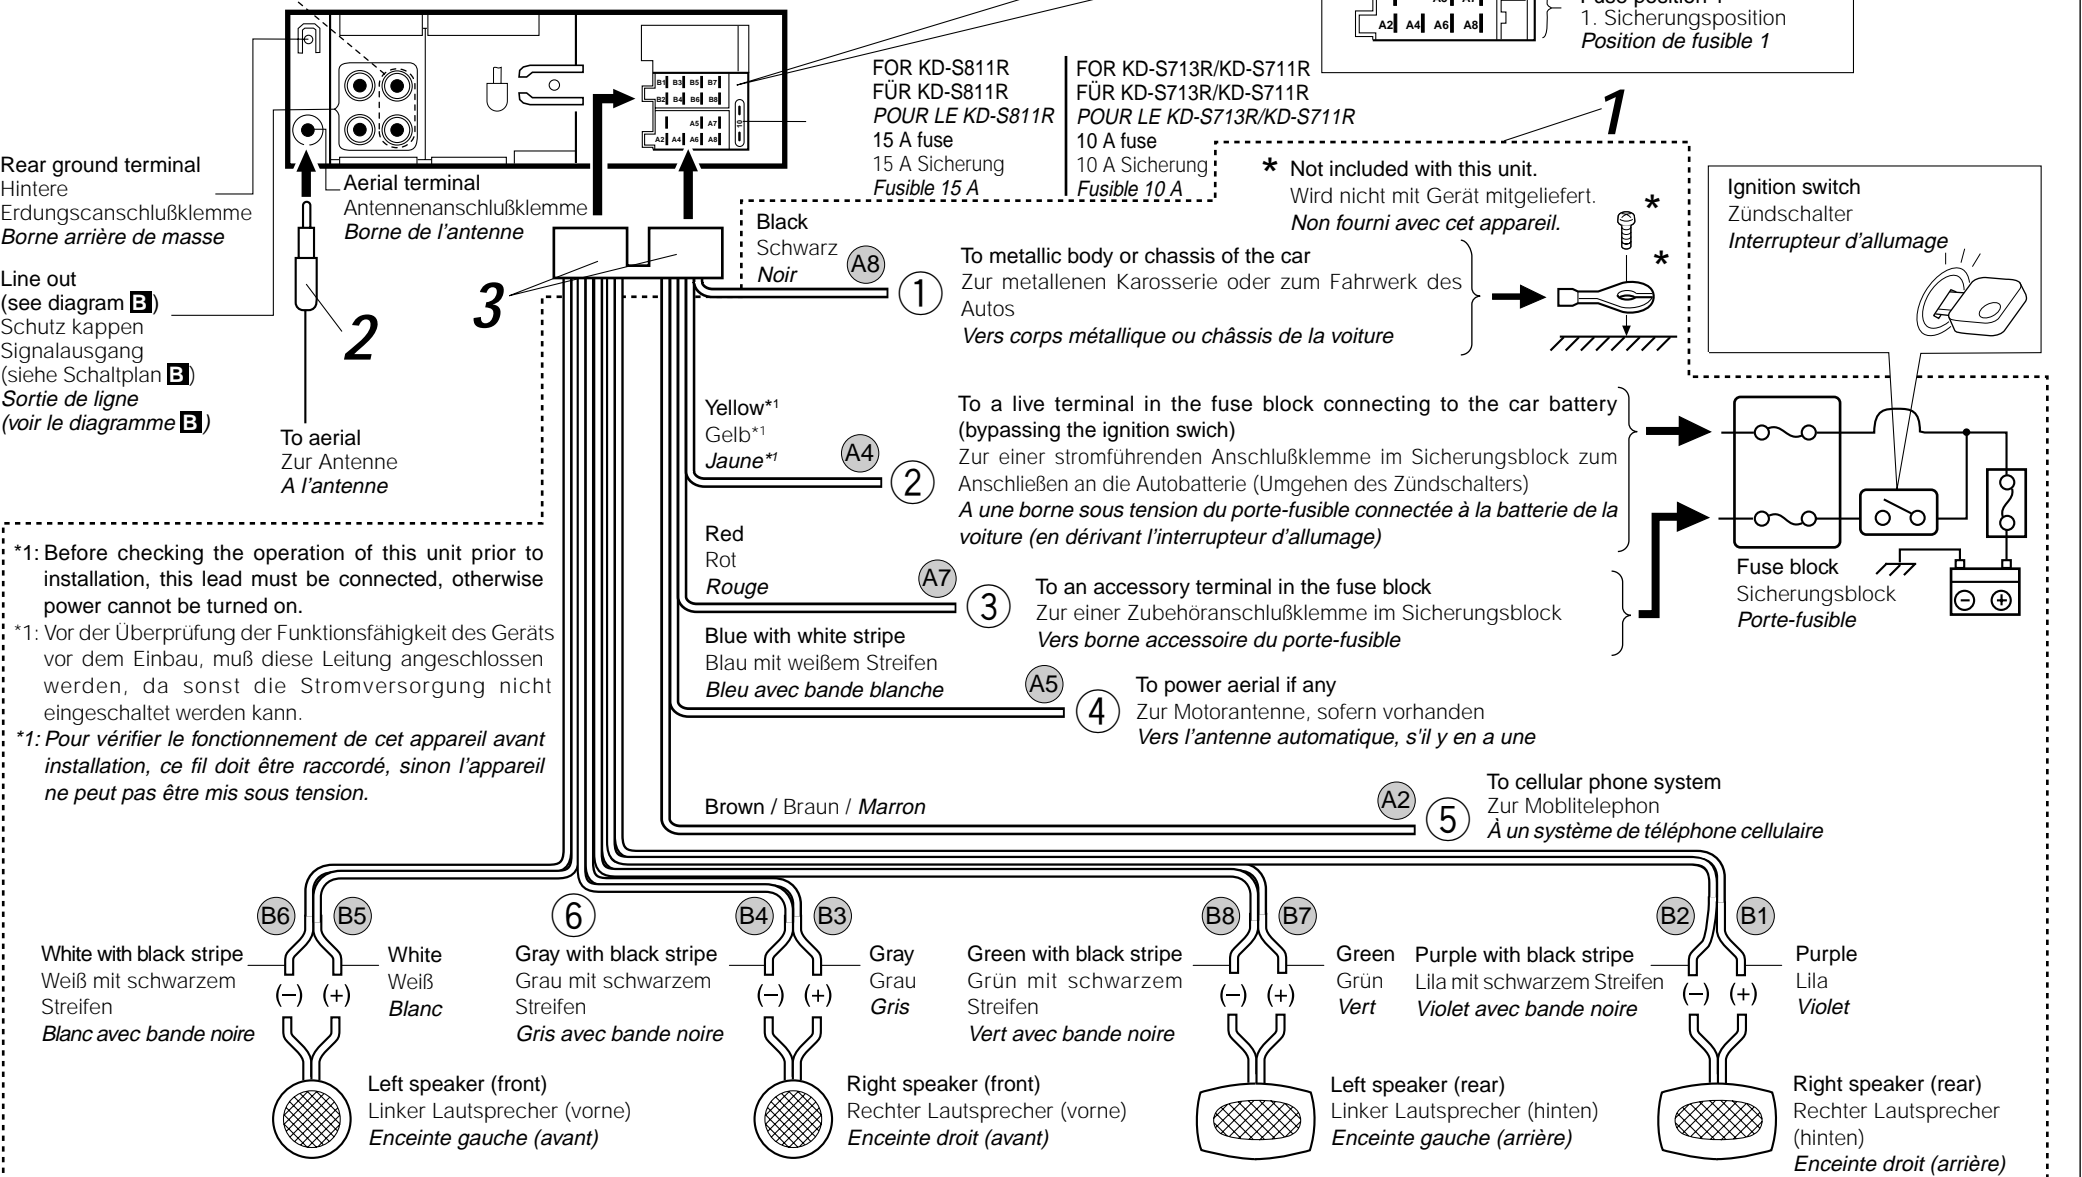 Fuse position 1
1. Sicherungsposition
Position de fusible 1
A2 A4 A6 A8
B1 B3 B5 B7
B2 B4 B6 B8
A5 A7
A2 A4 A6 A8
10
FOR KD-S811R
FÜR KD-S811R
POUR LE KD-S811R
15 A fuse
15 A Sicherung
Fusible 15 A
FOR KD-S713R/KD-S711R
FÜR KD-S713R/KD-S711R
POUR LE KD-S713R/KD-S711R
10 A fuse
10 A Sicherung
Fusible 10 A
1
* Not included with this unit.
Wird nicht mit Gerät mitgeliefert.
Non fourni avec cet appareil.
*
*
Ignition switch
Zündschalter
Interrupteur d'allumage
Rear ground terminal
Hintere
Erdungscanschlußklemme
Borne arrière de masse
Aerial terminal
Antennenanschlußklemme
Borne de l'antenne
Line out
(see diagram B)
Schutz kappen
Signalausgang
(siehe Schaltplan B)
Sortie de ligne
(voir le diagramme B)
2
3
To aerial
Zur Antenne
A l'antenne
Black
Schwarz
Noir
A8
1
To metallic body or chassis of the car
Zur metallenen Karosserie oder zum Fahrwerk des
Autos
Vers corps métallique ou châssis de la voiture
Yellow*1
Gelb*1
Jaune*1
A4
2
To a live terminal in the fuse block connecting to the car battery
(bypassing the ignition swich)
Zur einer stromführenden Anschlußklemme im Sicherungsblock zum
Anschließen an die Autobatterie (Umgehen des Zündschalters)
A une borne sous tension du porte-fusible connectée à la batterie de la
voiture (en dérivant l'interrupteur d'allumage)
Red
Rot
Rouge
A7
3
To an accessory terminal in the fuse block
Zur einer Zubehöranschlußklemme im Sicherungsblock
Vers borne accessoire du porte-fusible
Fuse block
Sicherungsblock
Porte-fusible
Blue with white stripe
Blau mit weißem Streifen
Bleu avec bande blanche
A5
4
To power aerial if any
Zur Motorantenne, sofern vorhanden
Vers l'antenne automatique, s'il y en a une
*1: Before checking the operation of this unit prior to
installation, this lead must be connected, otherwise
power cannot be turned on.
*1: Vor der Überprüfung der Funktionsfähigkeit des Geräts
vor dem Einbau, muß diese Leitung angeschlossen
werden, da sonst die Stromversorgung nicht
eingeschaltet werden kann.
*1: Pour vérifier le fonctionnement de cet appareil avant
installation, ce fil doit être raccordé, sinon l'appareil
ne peut pas être mis sous tension.
Brown / Braun / Marron
A2
5
To cellular phone system
Zur Moblitelephon
À un système de téléphone cellulaire
B6 B5
6
B4 B3
B8 B7
B2 B1
White with black stripe
Weiß mit schwarzem
Streifen
Blanc avec bande noire
(−) (+)
White
Weiß
Blanc
Gray with black stripe
Grau mit schwarzem
Streifen
Gris avec bande noire
(−) (+)
Gray
Grau
Gris
Green with black stripe
Grün mit schwarzem
Streifen
Vert avec bande noire
(−) (+)
Green
Grün
Vert
Purple with black stripe
Lila mit schwarzem Streifen
Violet avec bande noire
(−) (+)
Purple
Lila
Violet
Left speaker (front)
Linker Lautsprecher (vorne)
Enceinte gauche (avant)
Right speaker (front)
Rechter Lautsprecher (vorne)
Enceinte droit (avant)
Left speaker (rear)
Linker Lautsprecher (hinten)
Enceinte gauche (arrière)
Right speaker (rear)
Rechter Lautsprecher
(hinten)
Enceinte droit (arrière)